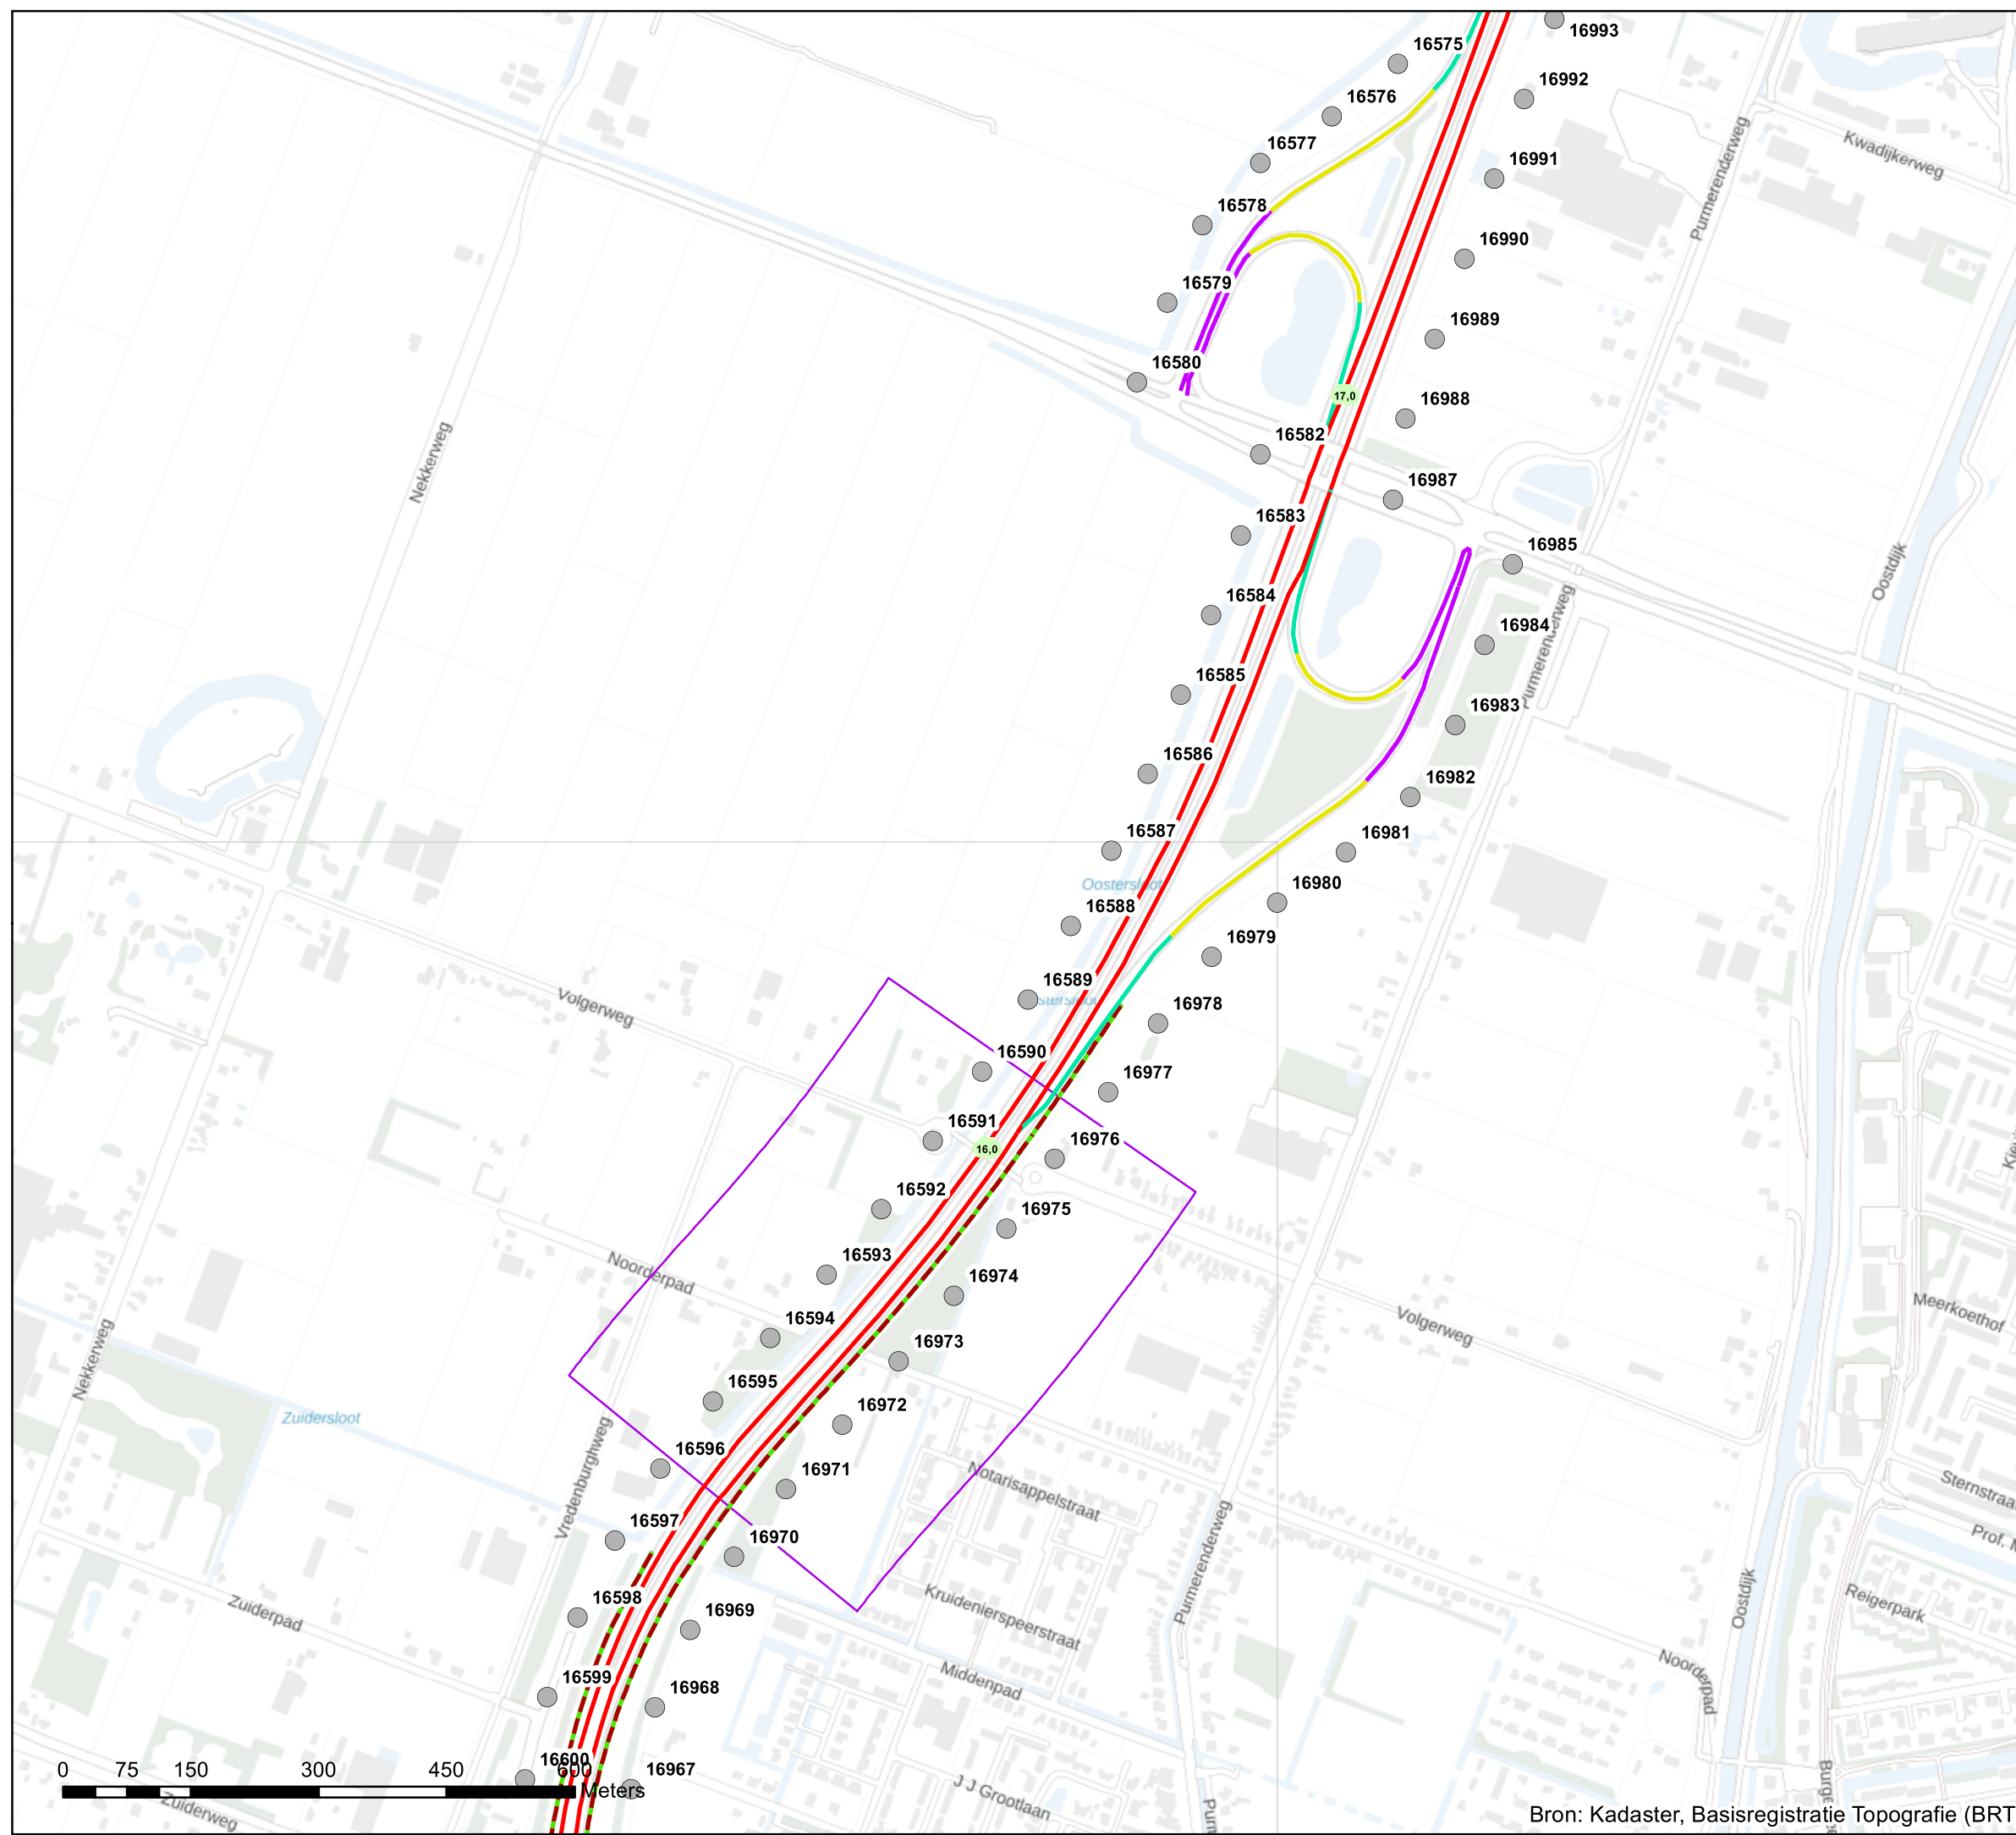 16993
16575
16992
16576
Kwadijkerweg
16577
16991
Purmerenderweg
16578
16990
16579
16989
16580
17,0
16988
16582
Nekkerweg
16987
16583
16985
Oostdijk
16584
16984
Purmerenderweg
16585
16983
16586
16982
16587
16981
Oostersloot
16980
16588
16979
16589
Volgerweg
16978
16590
16977
16591
16976
16,0
16592
16975
16593
Noorderpad
16974
Meerkoethof
16594
16973
Volgerweg
Nekkerweg
16595
16972
Zuidersloot
16596
16971
Notarisappelstraat
Vredenburghweg
16597
16970
Purmerenderweg
Oostdijk
Reigerpark
16598
16969
Kruidenierspeerstraat
Zuiderpad
16599
16968
Middenpad
Noorderpad
16600
16967
0 75 150 300 450 600
Meters
Zuiderweg
J J Grootlaan
Bron: Kadaster, Basisregistratie Topografie (BRT